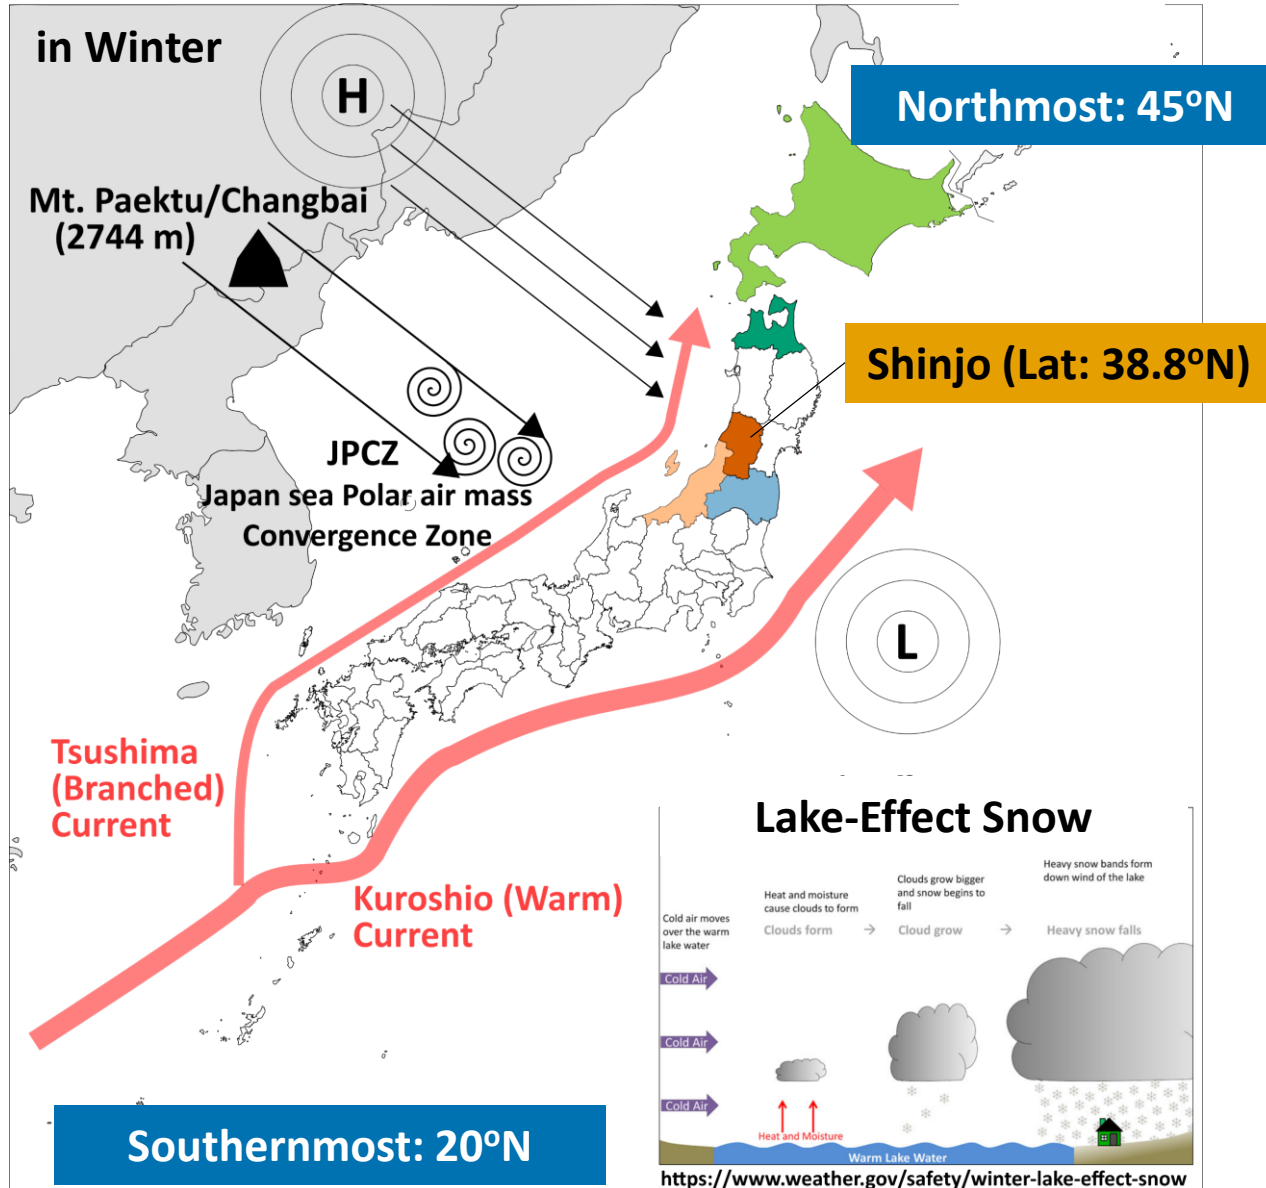 in Winter
H
Northmost: 45°N
Mt. Paektu/Changbai
(2744 m)
Shinjo (Lat: 38.8°N)
JPCZ
Japan sea Polar air mass
Convergence Zone
L
Tsushima
(Branched)
Current
Kuroshio (Warm)
Current
Southernmost: 20°N
Lake-Effect Snow
Cold air moves
over the warm
lake water
Heat and moisture
cause clouds to form
Clouds form
→
Clouds grow bigger
and snow begins to
fall
Cloud grow
→
Heavy snow bands form
down wind of the lake
Heavy snow falls
Cold Air
Cold Air
Cold Air
Heat and Moisture
Warm Lake Water
https://www.weather.gov/safety/winter-lake-effect-snow